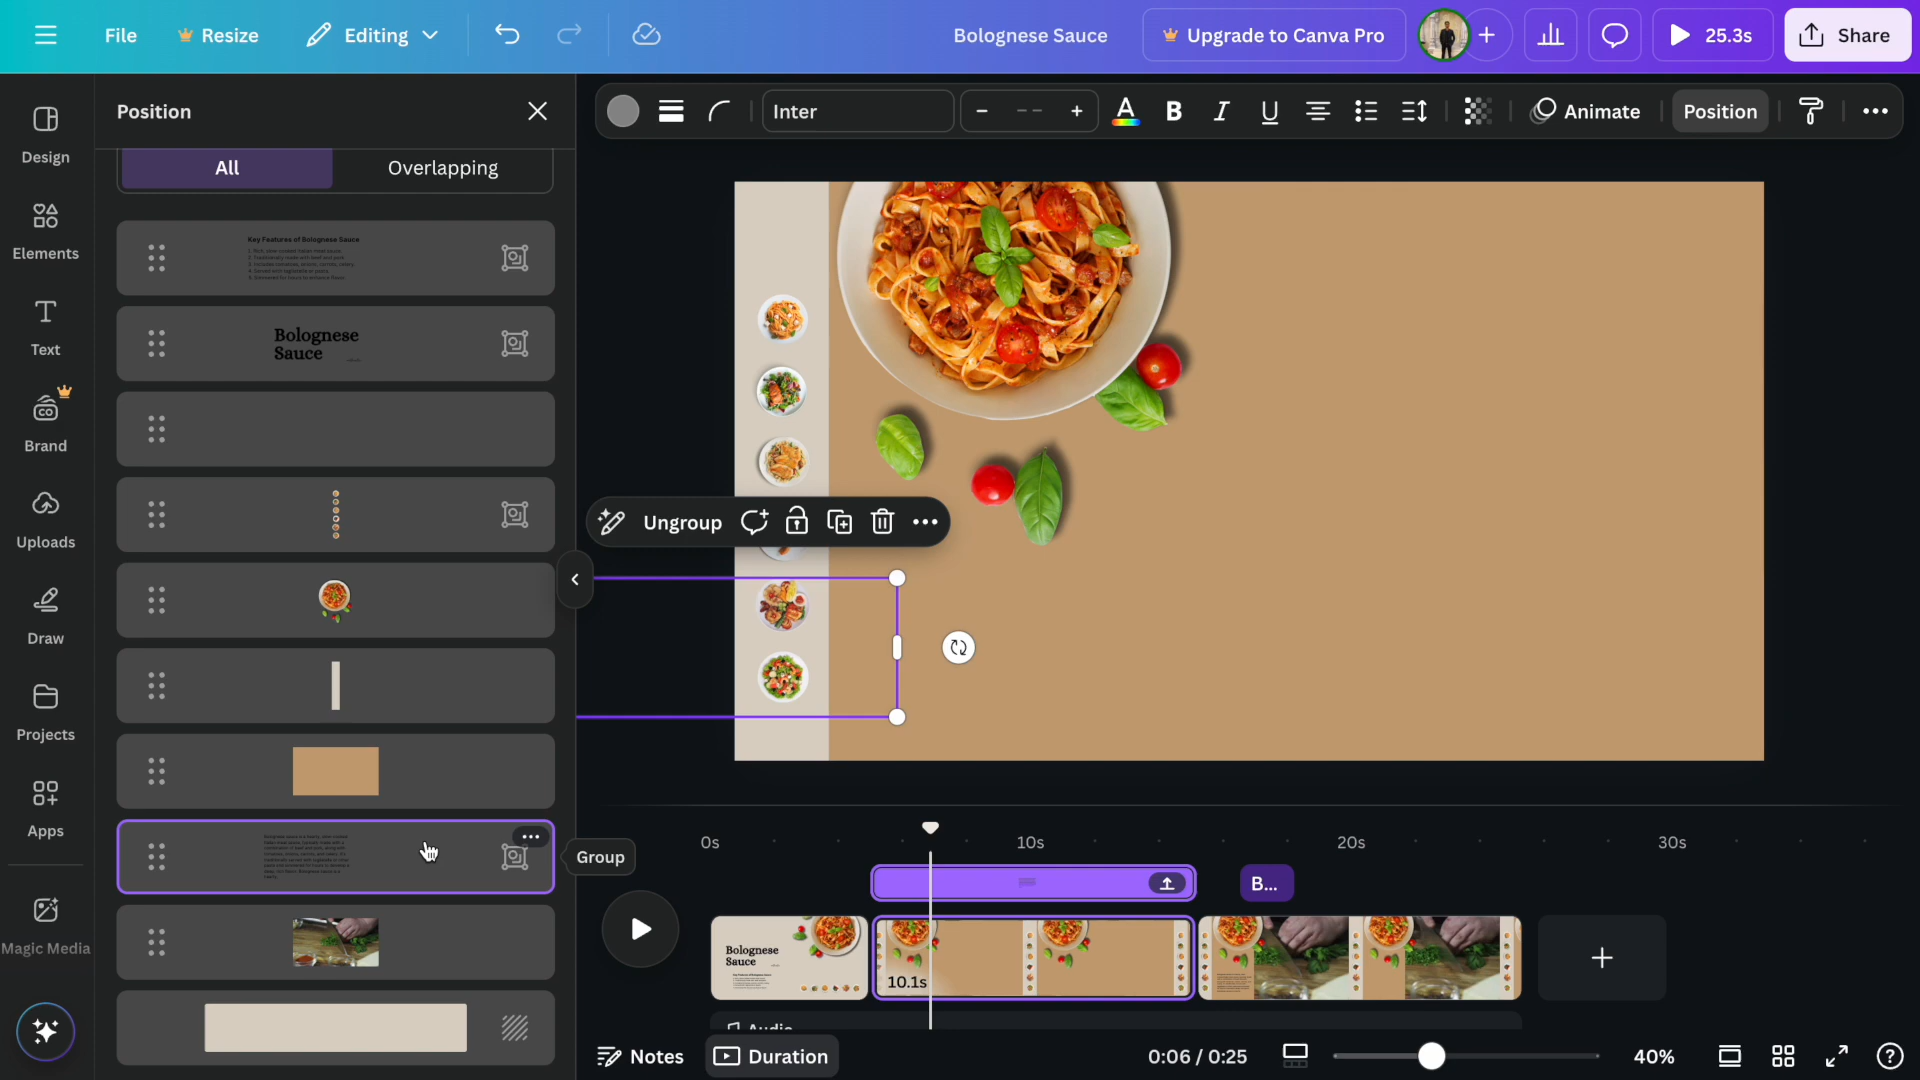 File
Resize
Editing
Bolognese Sauce
Upgrade to Canva Pro
25.3s
Share
Position
Inter
Animate
Position
All
Overlapping
Design
Elements
Text
Brand
Uploads
Draw
Projects
Apps
Magic Media
Key Features of Bolognese Sauce
Bolognese
Sauce
Ungroup
Group
0s
10s
20s
30s
B...
Bolognese
Sauce
10.1s
Audio
Notes
Duration
0:06 / 0:25
40%